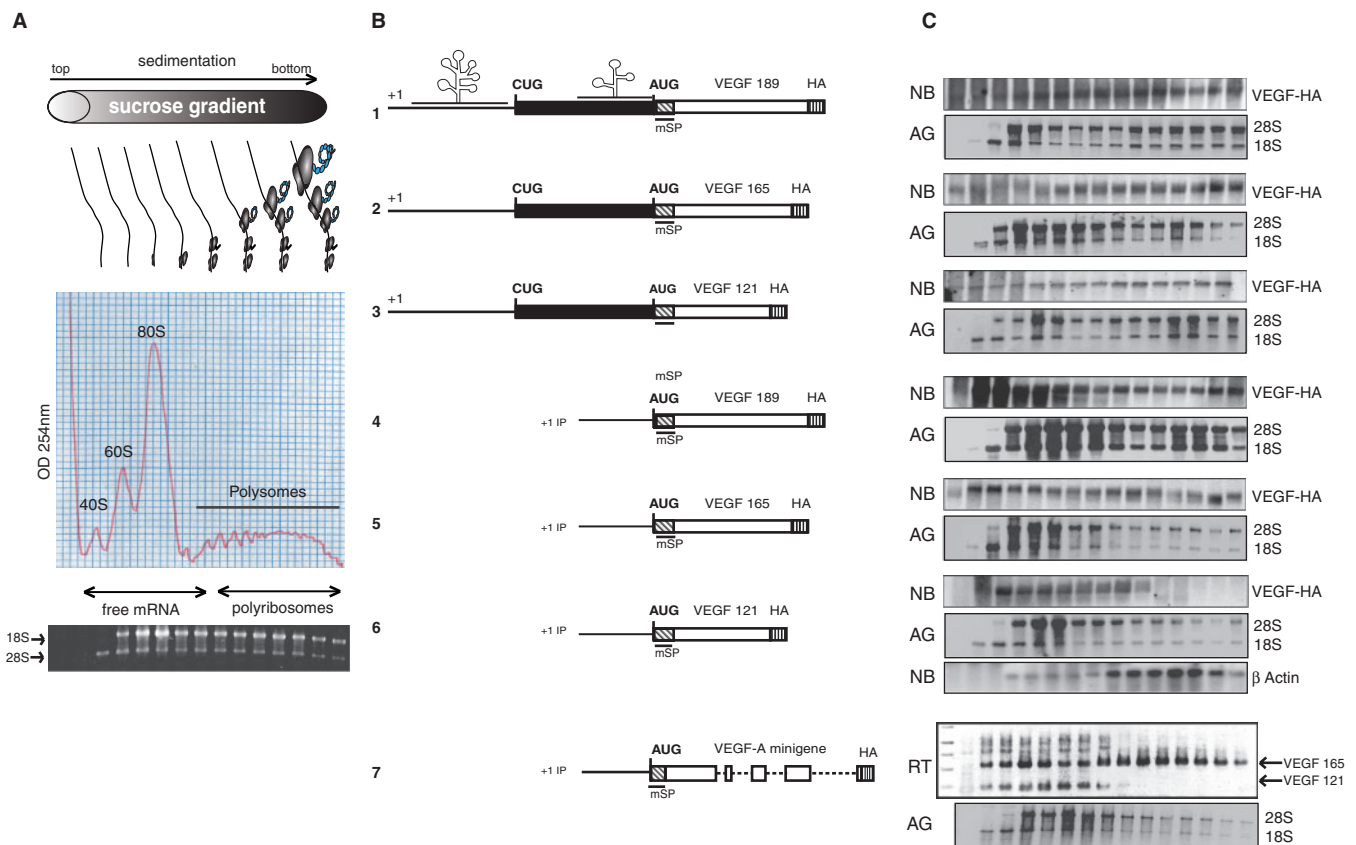 A
sedimentation
top
bottom
sucrose gradient
OD 254nm
40S
60S
80S
Polysomes
free mRNA
polyribosomes
18S
28S
B
+1
CUG
AUG
VEGF 189
HA
1
mSP
+1
CUG
AUG
VEGF 165
HA
2
mSP
+1
CUG
AUG
VEGF 121
HA
3
mSP
mSP
AUG
VEGF 189
HA
4
+1 IP
mSP
AUG
VEGF 165
HA
5
+1 IP
mSP
AUG
VEGF 121
HA
6
+1 IP
mSP
AUG
VEGF-A minigene
HA
7
+1 IP
mSP
C
NB
VEGF-HA
AG
28S
18S
NB
VEGF-HA
AG
28S
18S
NB
VEGF-HA
AG
28S
18S
NB
VEGF-HA
AG
28S
18S
NB
VEGF-HA
AG
28S
18S
NB
VEGF-HA
AG
28S
18S
NB
β Actin
RT
VEGF 165
VEGF 121
AG
28S
18S